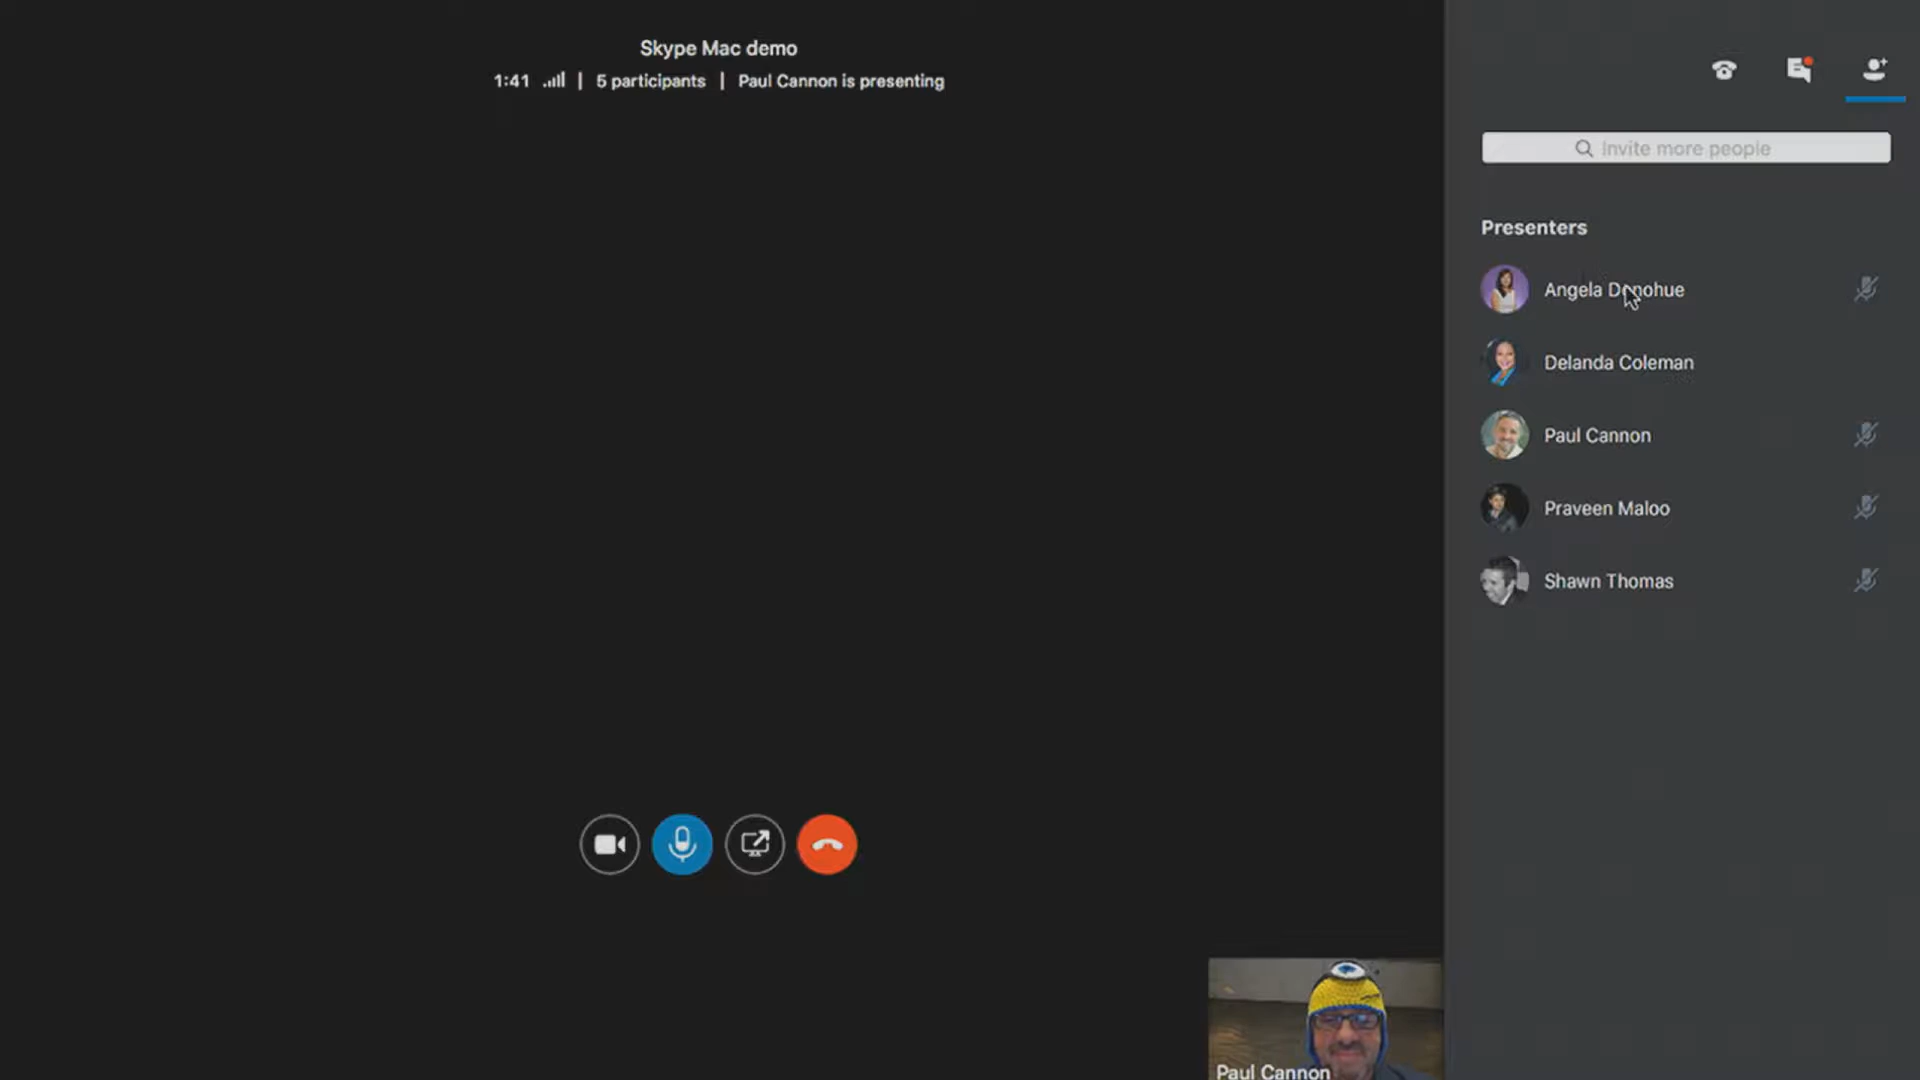 Skype Mac demo
1:41 | 5 participants | Paul Cannon is presenting
Invite more people
Presenters
Angela Donohue
Delanda Coleman
Paul Cannon
Praveen Maloo
Shawn Thomas
Paul Cannon